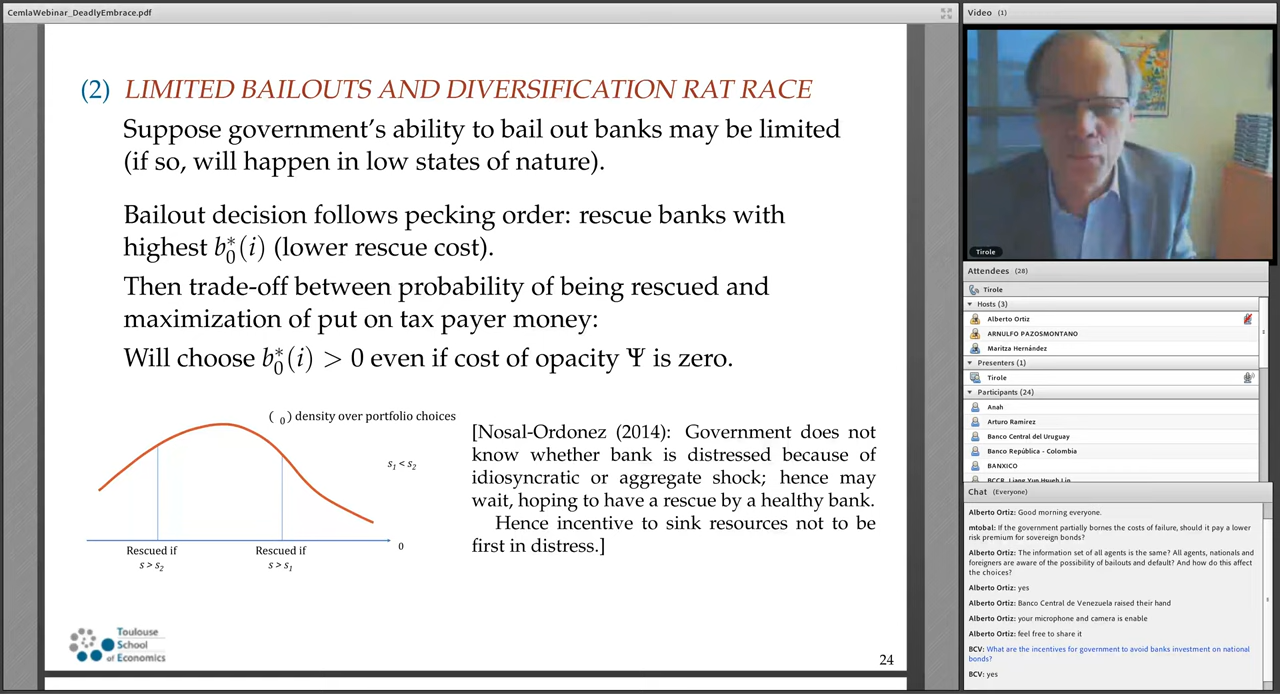 CemlaWebinar_DeadlyEmbrace.pdf
(2) LIMITED BAILOUTS AND DIVERSIFICATION RAT RACE
Suppose government's ability to bail out banks may be limited
(if so, will happen in low states of nature).
Bailout decision follows pecking order: rescue banks with
highest b₀*(i) (lower rescue cost).
Then trade-off between probability of being rescued and
maximization of put on tax payer money:
Will choose b₀*(i) > 0 even if cost of opacity Ψ is zero.
( ₀) density over portfolio choices
s₁ < s₂
0
Rescued if
s > s₂
Rescued if
s > s₁
[Nosal-Ordonez (2014): Government does not
know whether bank is distressed because of
idiosyncratic or aggregate shock; hence may
wait, hoping to have a rescue by a healthy bank.
Hence incentive to sink resources not to be
first in distress.]
Toulouse
School
of Economics
24
Video (1)
Tirole
Attendees (28)
Tirole
Hosts (3)
Alberto Ortiz
ARNULFO PAZOSMONTANO
Maritza Hernández
Presenters (1)
Tirole
Participants (24)
Anah
Arturo Ramirez
Banco Central del Uruguay
Banco República - Colombia
BANXICO
BCCR_Liang Yun Hsueh Lin
Chat (Everyone)
Alberto Ortiz: Good morning everyone.
mtobal: If the government partially bornes the costs of failure, should it pay a lower
risk premium for sovereign bonds?
Alberto Ortiz: The information set of all agents is the same? All agents, nationals and
foreigners are aware of the possibility of bailouts and default? And how do this affect
the choices?
Alberto Ortiz: yes
Alberto Ortiz: Banco Central de Venezuela raised their hand
Alberto Ortiz: your microphone and camera is enable
Alberto Ortiz: feel free to share it
BCV: What are the incentives for government to avoid banks investment on national
bonds?
BCV: yes